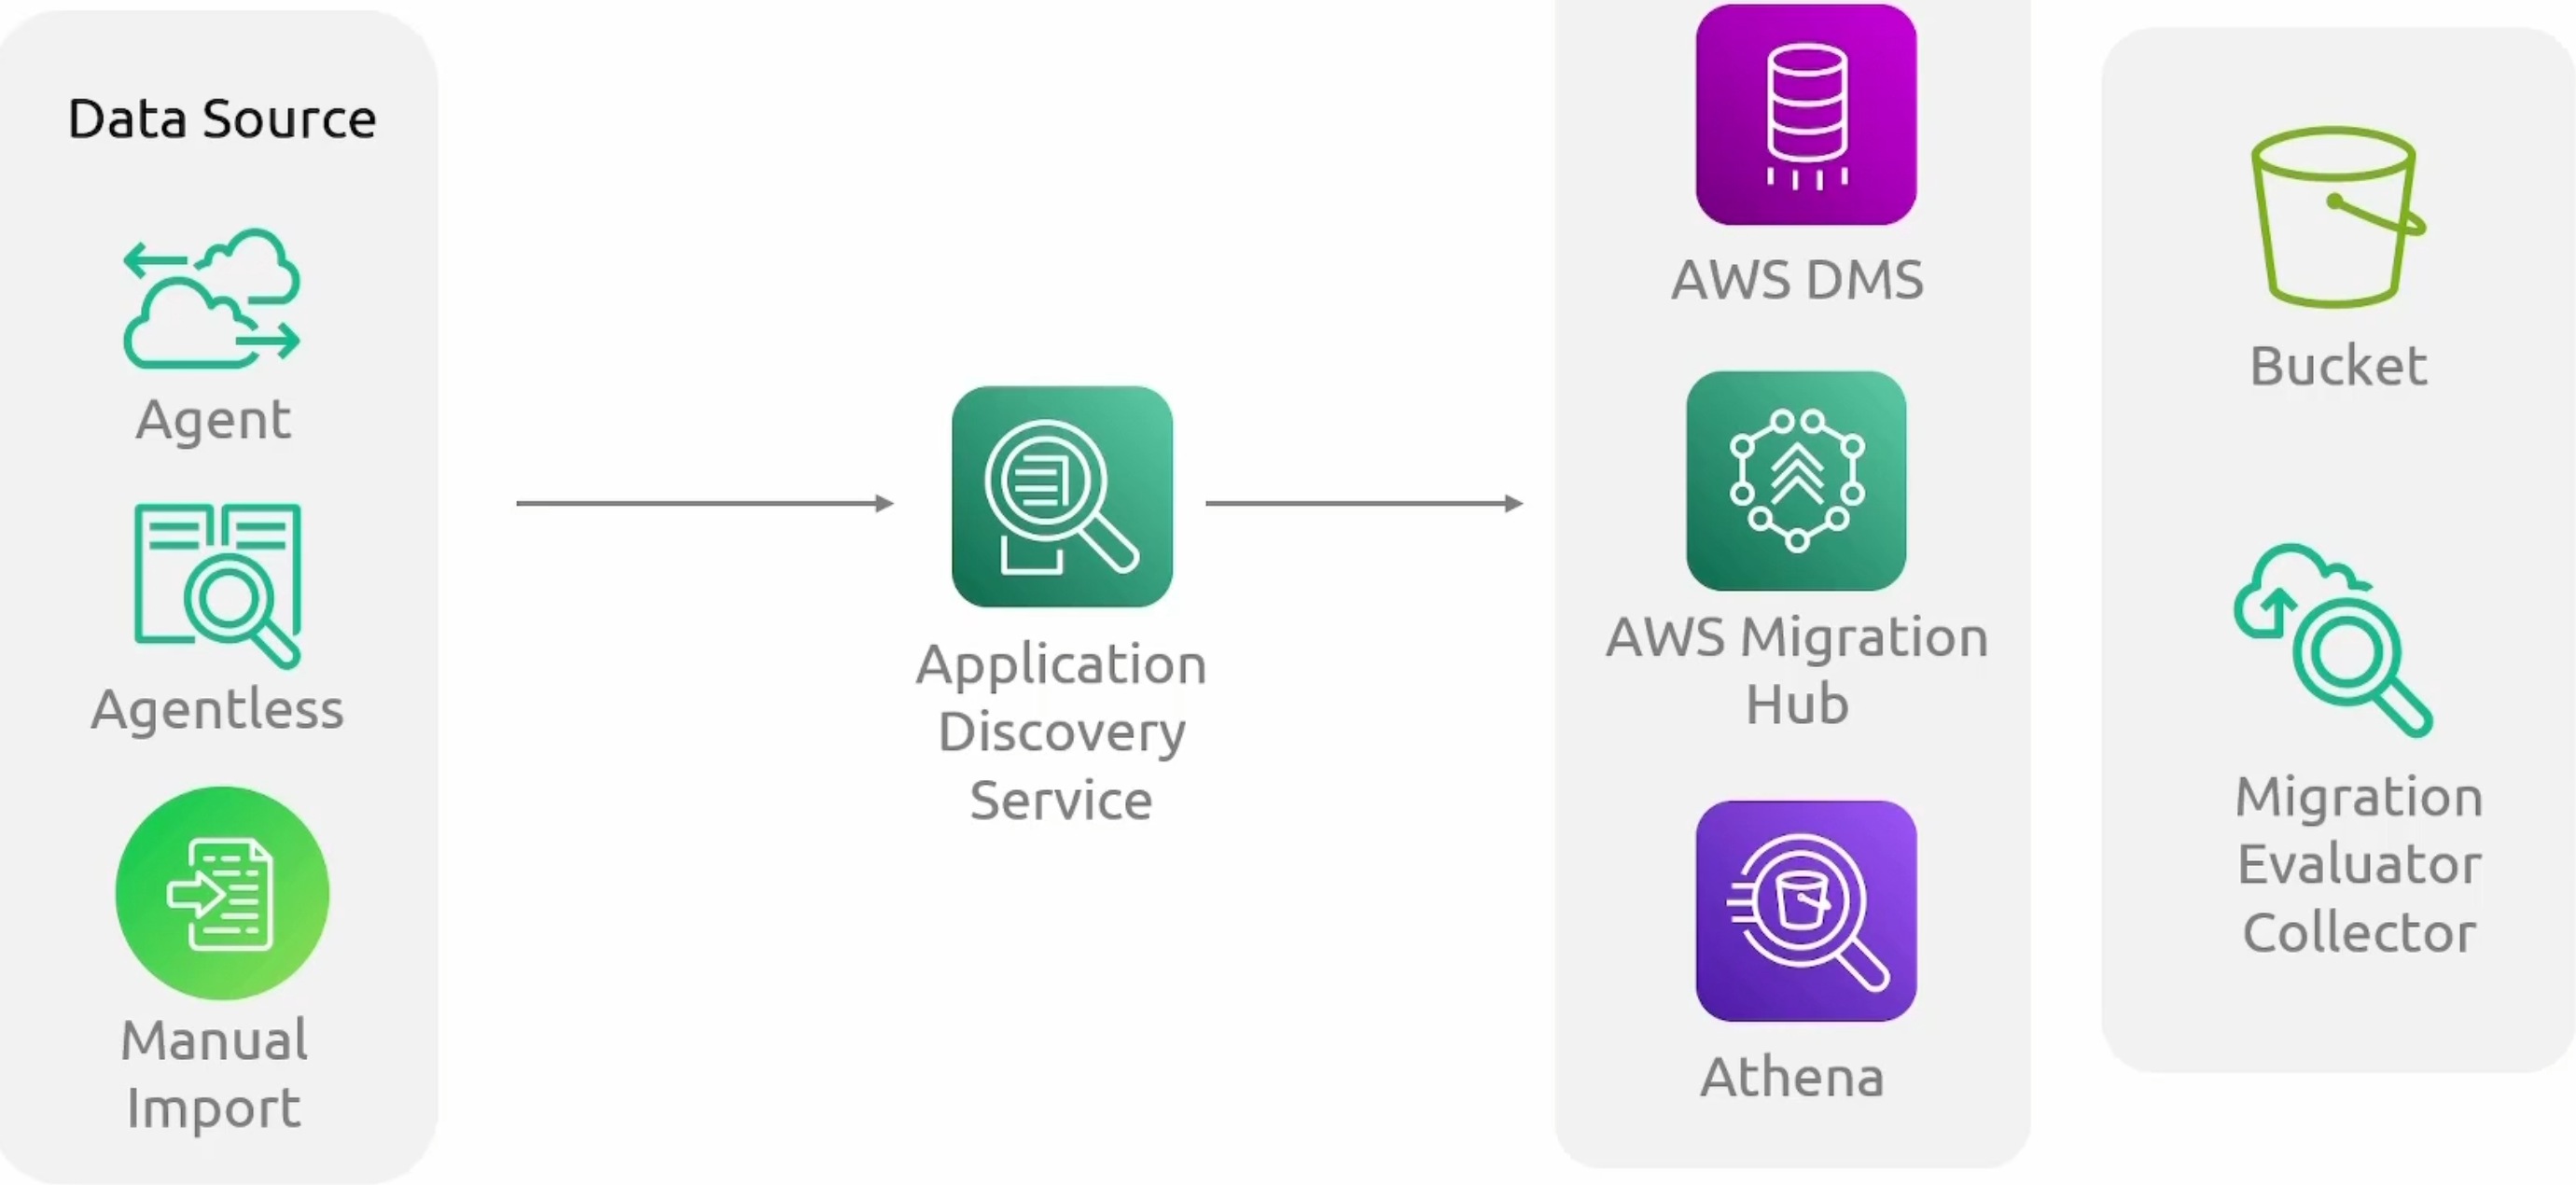 Data Source
Agent
Agentless
Manual
Import
Application
Discovery
Service
AWS DMS
AWS Migration
Hub
Athena
Bucket
Migration
Evaluator
Collector